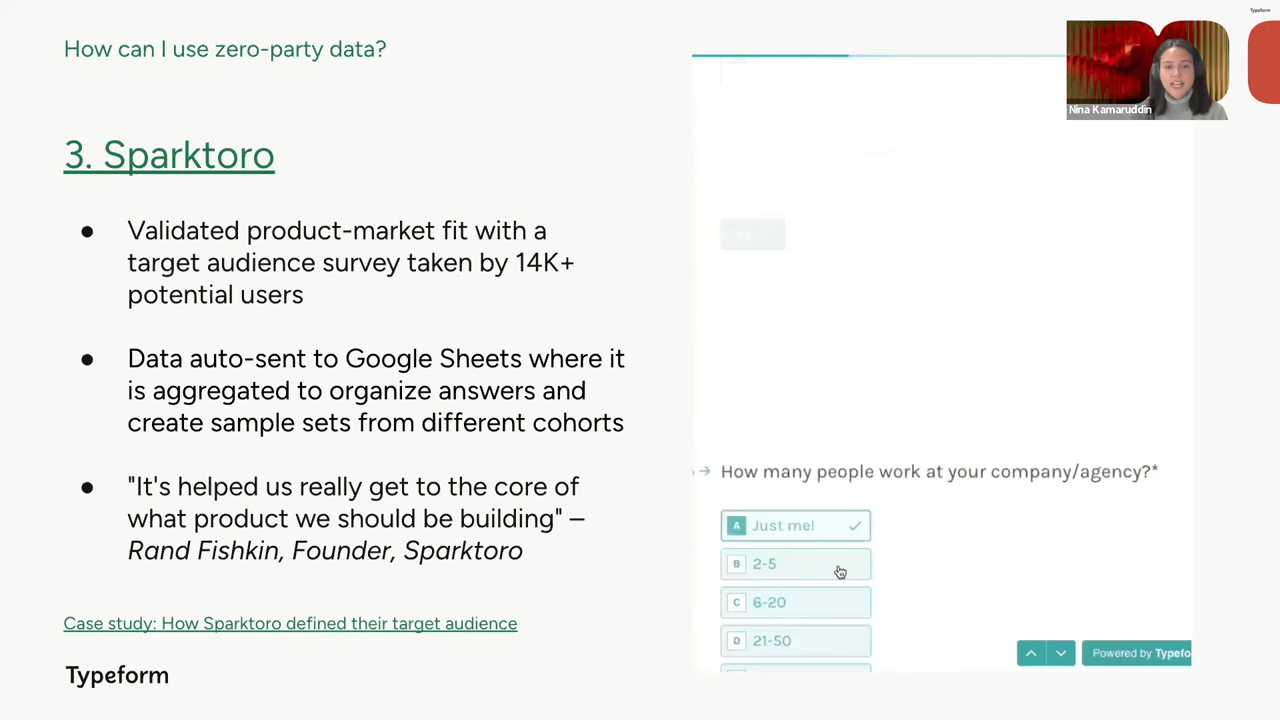 Typeform
How can I use zero-party data?
Nina Kamaruddin
3. Sparktoro
● Validated product-market fit with a
target audience survey taken by 14K+
potential users
● Data auto-sent to Google Sheets where it
is aggregated to organize answers and
create sample sets from different cohorts
● "It's helped us really get to the core of
what product we should be building" –
Rand Fishkin, Founder, Sparktoro
Case study: How Sparktoro defined their target audience
Typeform
→ How many people work at your company/agency?*
A Just me!
B 2-5
C 6-20
D 21-50
Powered by Typefo